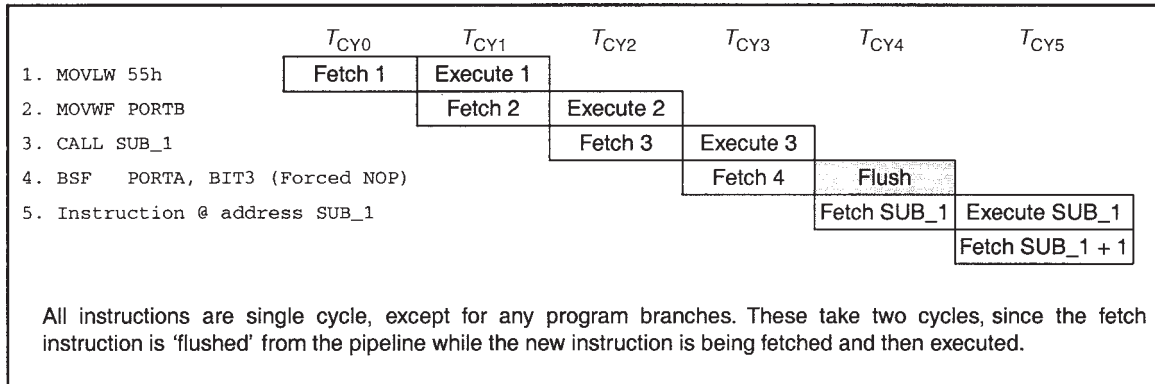 TCY0 TCY1 TCY2 TCY3 TCY4 TCY5
1. MOVLW 55h Fetch 1 Execute 1
2. MOVWF PORTB Fetch 2 Execute 2
3. CALL SUB_1 Fetch 3 Execute 3
4. BSF PORTA, BIT3 (Forced NOP) Fetch 4 Flush
5. Instruction @ address SUB_1 Fetch SUB_1 Execute SUB_1
Fetch SUB_1 + 1
All instructions are single cycle, except for any program branches. These take two cycles, since the fetch
instruction is 'flushed' from the pipeline while the new instruction is being fetched and then executed.